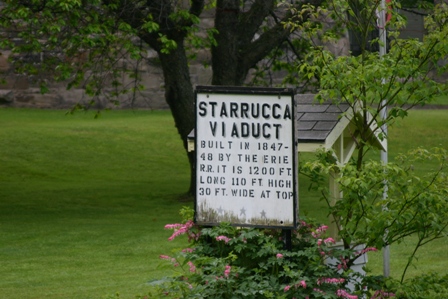 STARRUCCA
VIADUCT
BUILT IN 1847-
48 BY THE ERIE
R.R. IT IS 1200 FT.
LONG 110 FT. HIGH
30 FT. WIDE AT TOP